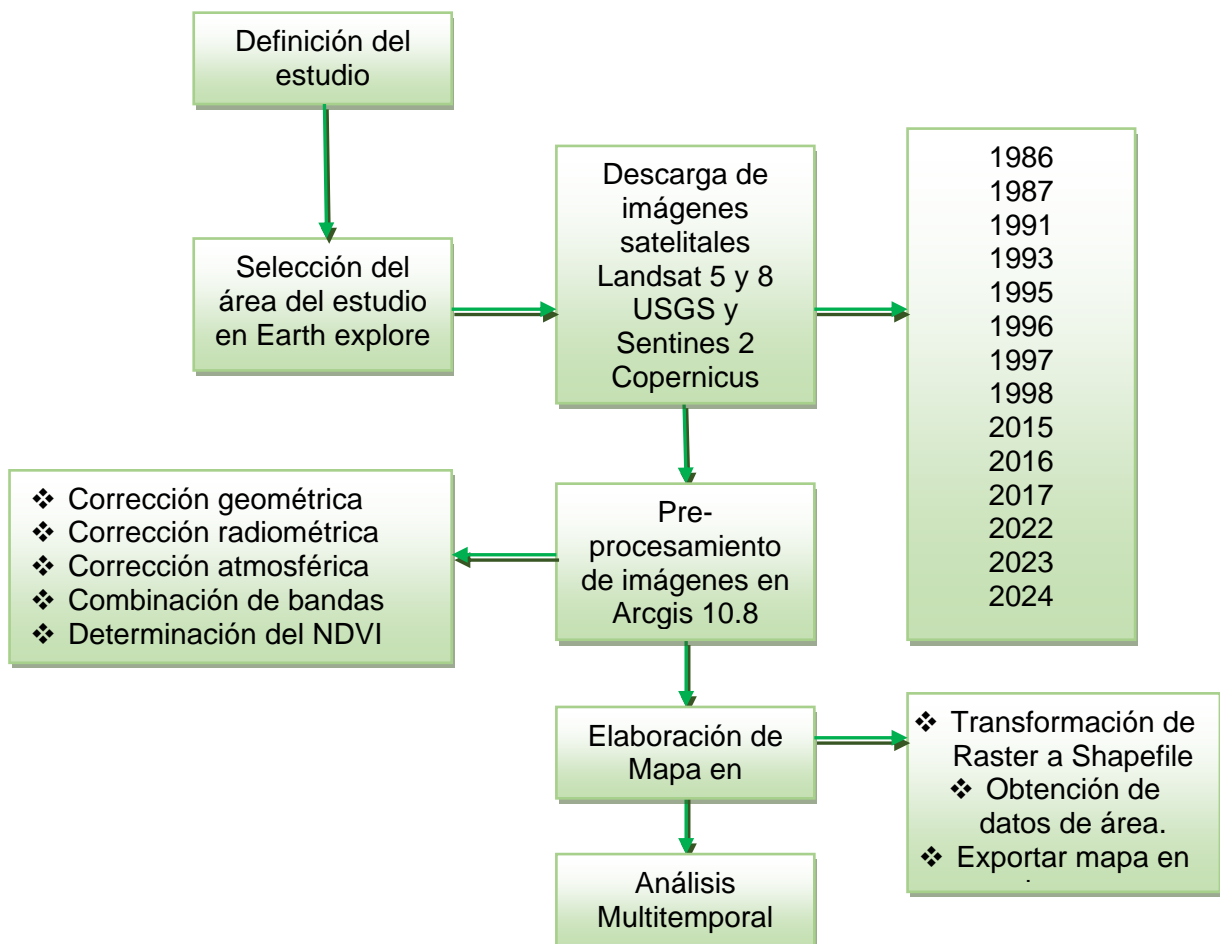 Definición del
estudio
Selección del
área del estudio
en Earth explore
Descarga de
imágenes
satelitales
Landsat 5 y 8
USGS y
Sentines 2
Copernicus
1986
1987
1991
1993
1995
1996
1997
1998
2015
2016
2017
2022
2023
2024
Pre-
procesamiento
de imágenes en
Arcgis 10.8
❖ Corrección geométrica
❖ Corrección radiométrica
❖ Corrección atmosférica
❖ Combinación de bandas
❖ Determinación del NDVI
Elaboración de
Mapa en
❖ Transformación de
Raster a Shapefile
❖ Obtención de
datos de área.
❖ Exportar mapa en
Análisis
Multitemporal